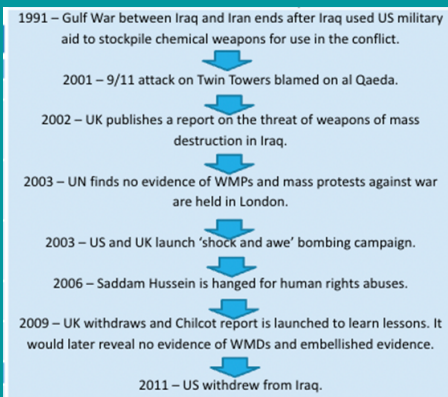 1991 – Gulf War between Iraq and Iran ends after Iraq used US military
aid to stockpile chemical weapons for use in the conflict.
2001 – 9/11 attack on Twin Towers blamed on al Qaeda.
2002 – UK publishes a report on the threat of weapons of mass
destruction in Iraq.
2003 – UN finds no evidence of WMPs and mass protests against war
are held in London.
2003 – US and UK launch ‘shock and awe’ bombing campaign.
2006 – Saddam Hussein is hanged for human rights abuses.
2009 – UK withdraws and Chilcot report is launched to learn lessons. It
would later reveal no evidence of WMDs and embellished evidence.
2011 – US withdrew from Iraq.